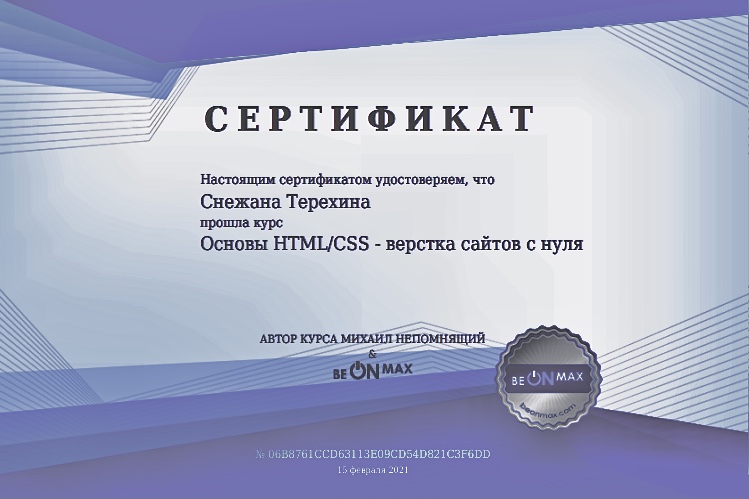 СЕРТИФИКАТ
Настоящим сертификатом удостоверяем, что
Снежана Терехина
прошла курс
Основы HTML/CSS - верстка сайтов с нуля
АВТОР КУРСА МИХАИЛ НЕПОМНЯЩИЙ
&
BE ON MAX
BE ON MAX
beonmax.com
№ 06B8761CCD63113E09CD54D821C3F6DD
15 февраля 2021